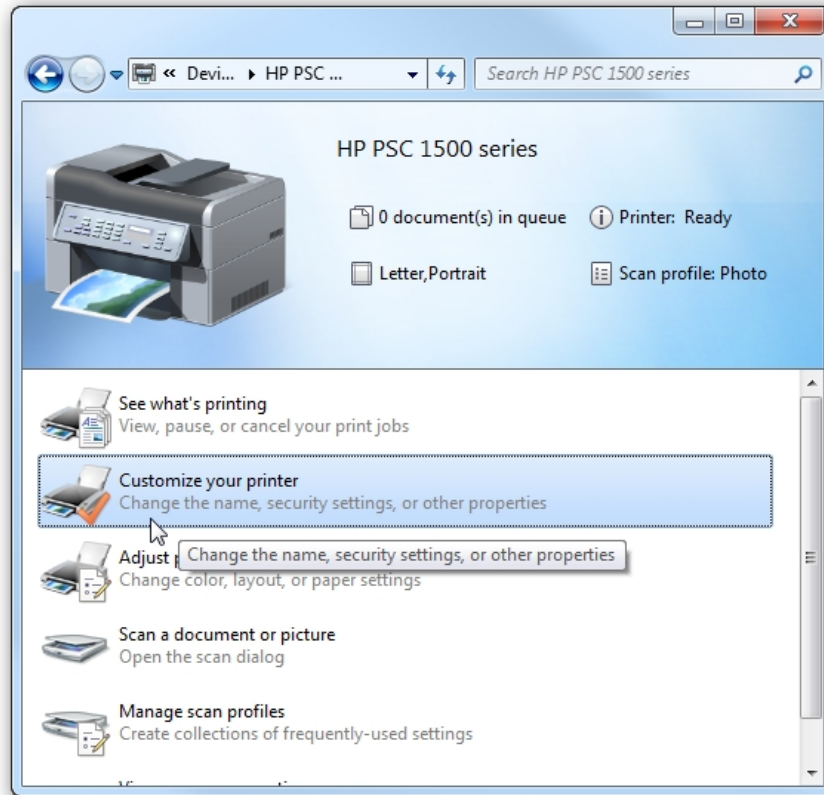 « Devi... ▸ HP PSC ...
Search HP PSC 1500 series
HP PSC 1500 series
0 document(s) in queue
Printer: Ready
Letter,Portrait
Scan profile: Photo
See what's printing
View, pause, or cancel your print jobs
Customize your printer
Change the name, security settings, or other properties
Change the name, security settings, or other properties
Adjust
Change color, layout, or paper settings
Scan a document or picture
Open the scan dialog
Manage scan profiles
Create collections of frequently-used settings